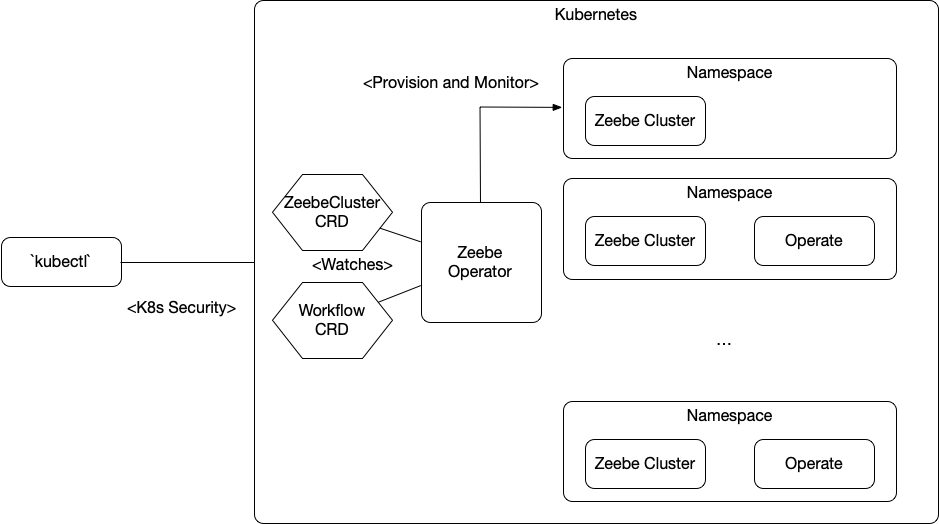 Kubernetes
<Provision and Monitor>
Namespace
Zeebe Cluster
ZeebeCluster
CRD
Zeebe
Operator
Namespace
Zeebe Cluster
Operate
`kubectl`
<Watches>
<K8s Security>
Workflow
CRD
...
Namespace
Zeebe Cluster
Operate